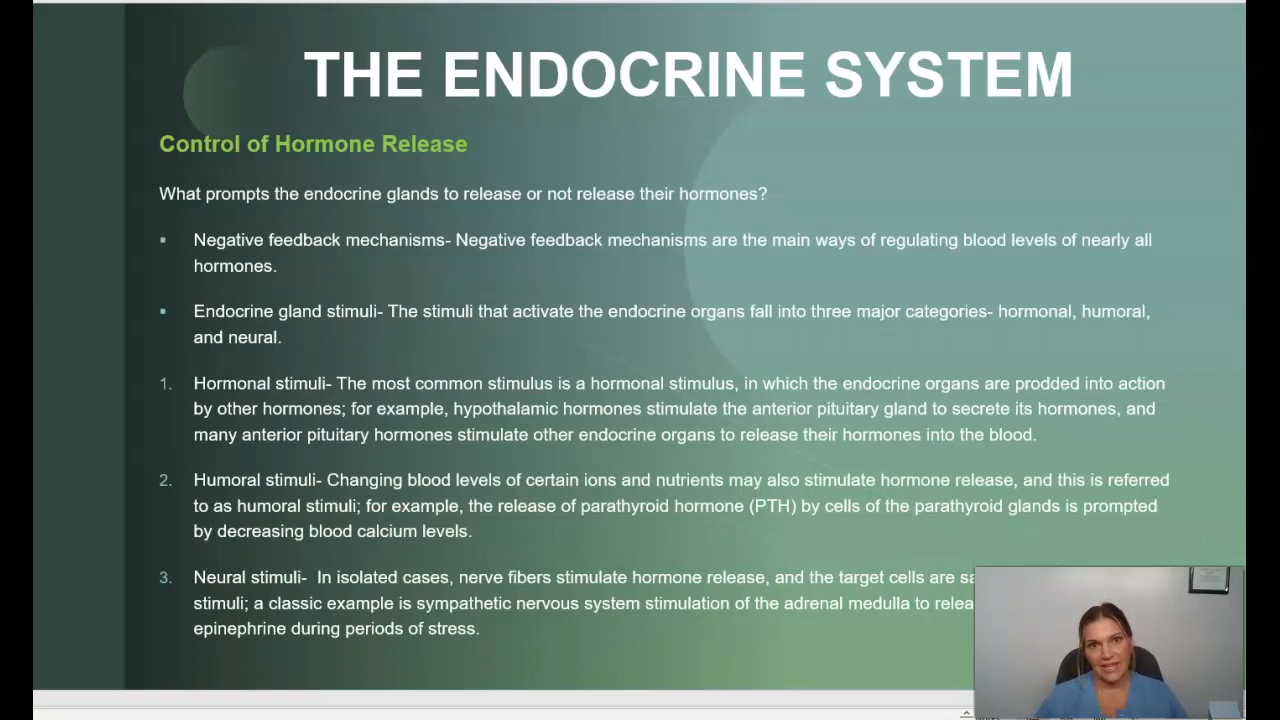 THE ENDOCRINE SYSTEM
Control of Hormone Release
What prompts the endocrine glands to release or not release their hormones?
▪ Negative feedback mechanisms- Negative feedback mechanisms are the main ways of regulating blood levels of nearly all
hormones.
▪ Endocrine gland stimuli- The stimuli that activate the endocrine organs fall into three major categories- hormonal, humoral,
and neural.
1. Hormonal stimuli- The most common stimulus is a hormonal stimulus, in which the endocrine organs are prodded into action
by other hormones; for example, hypothalamic hormones stimulate the anterior pituitary gland to secrete its hormones, and
many anterior pituitary hormones stimulate other endocrine organs to release their hormones into the blood.
2. Humoral stimuli- Changing blood levels of certain ions and nutrients may also stimulate hormone release, and this is referred
to as humoral stimuli; for example, the release of parathyroid hormone (PTH) by cells of the parathyroid glands is prompted
by decreasing blood calcium levels.
3. Neural stimuli- In isolated cases, nerve fibers stimulate hormone release, and the target cells are
stimuli; a classic example is sympathetic nervous system stimulation of the adrenal medulla to
epinephrine during periods of stress.